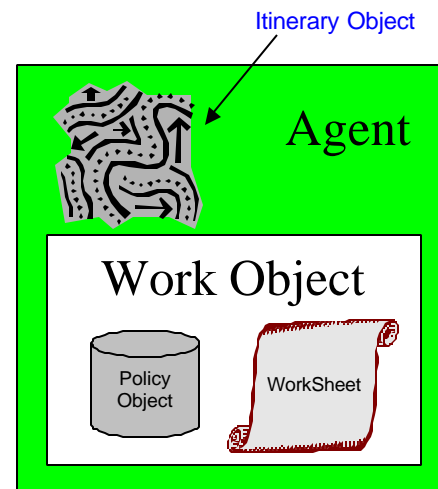 Itinerary Object
Agent
Work Object
Policy
Object
WorkSheet